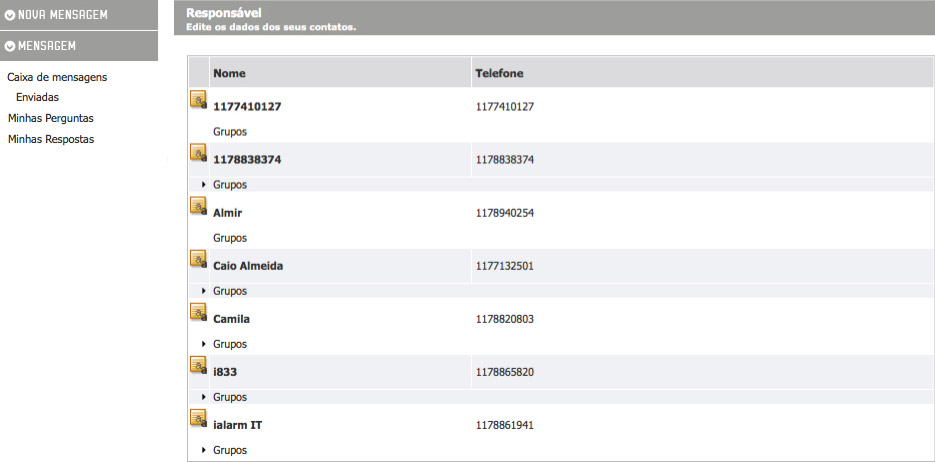 NOVA MENSAGEM
MENSAGEM
Caixa de mensagens
Enviadas
Minhas Perguntas
Minhas Respostas
Responsável
Edite os dados dos seus contatos.
Nome Telefone
1177410127 1177410127
Grupos
1178838374 1178838374
Grupos
Almir 1178940254
Grupos
Caio Almeida 1177132501
Grupos
Camila 1178820803
Grupos
i833 1178865820
Grupos
ialarm IT 1178861941
Grupos